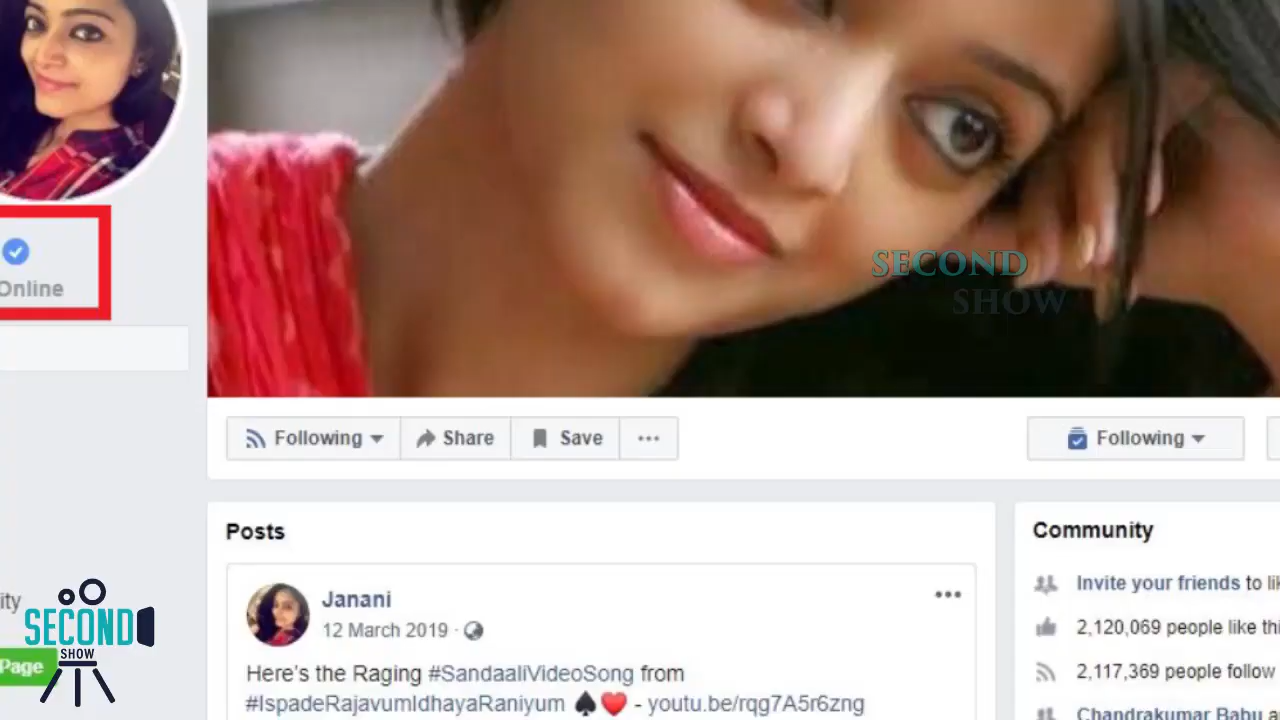 Online
SECOND
SHOW
Following
Share
Save
Following
Posts
Community
Janani
12 March 2019
Here's the Raging #SandaaliVideoSong from
#IspadeRajavumIdhayaRaniyum ♠️❤️ - youtu.be/rqg7A5r6zng
Invite your friends to li
2,120,069 people like thi
2,117,369 people follow
Chandrakumar Babu a
ity
SECOND
SHOW
Page